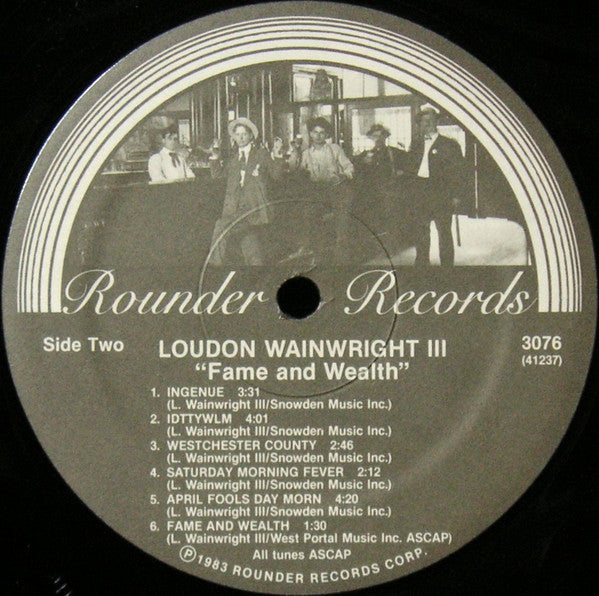 Rounder Records
Side Two
LOUDON WAINWRIGHT III
3076
"Fame and Wealth"
(41237)
1. INGENUE 3:31
(L. Wainwright III/Snowden Music Inc.)
2. IDTTYWLM 4:01
(L. Wainwright III/Snowden Music Inc.)
3. WESTCHESTER COUNTY 2:46
(L. Wainwright III/Snowden Music Inc.)
4. SATURDAY MORNING FEVER 2:12
(L. Wainwright III/Snowden Music Inc.)
5. APRIL FOOLS DAY MORN 4:20
(L. Wainwright III/Snowden Music Inc.)
6. FAME AND WEALTH 1:30
(L. Wainwright III/West Portal Music Inc. ASCAP)
All tunes ASCAP
℗1983 ROUNDER RECORDS CORP.